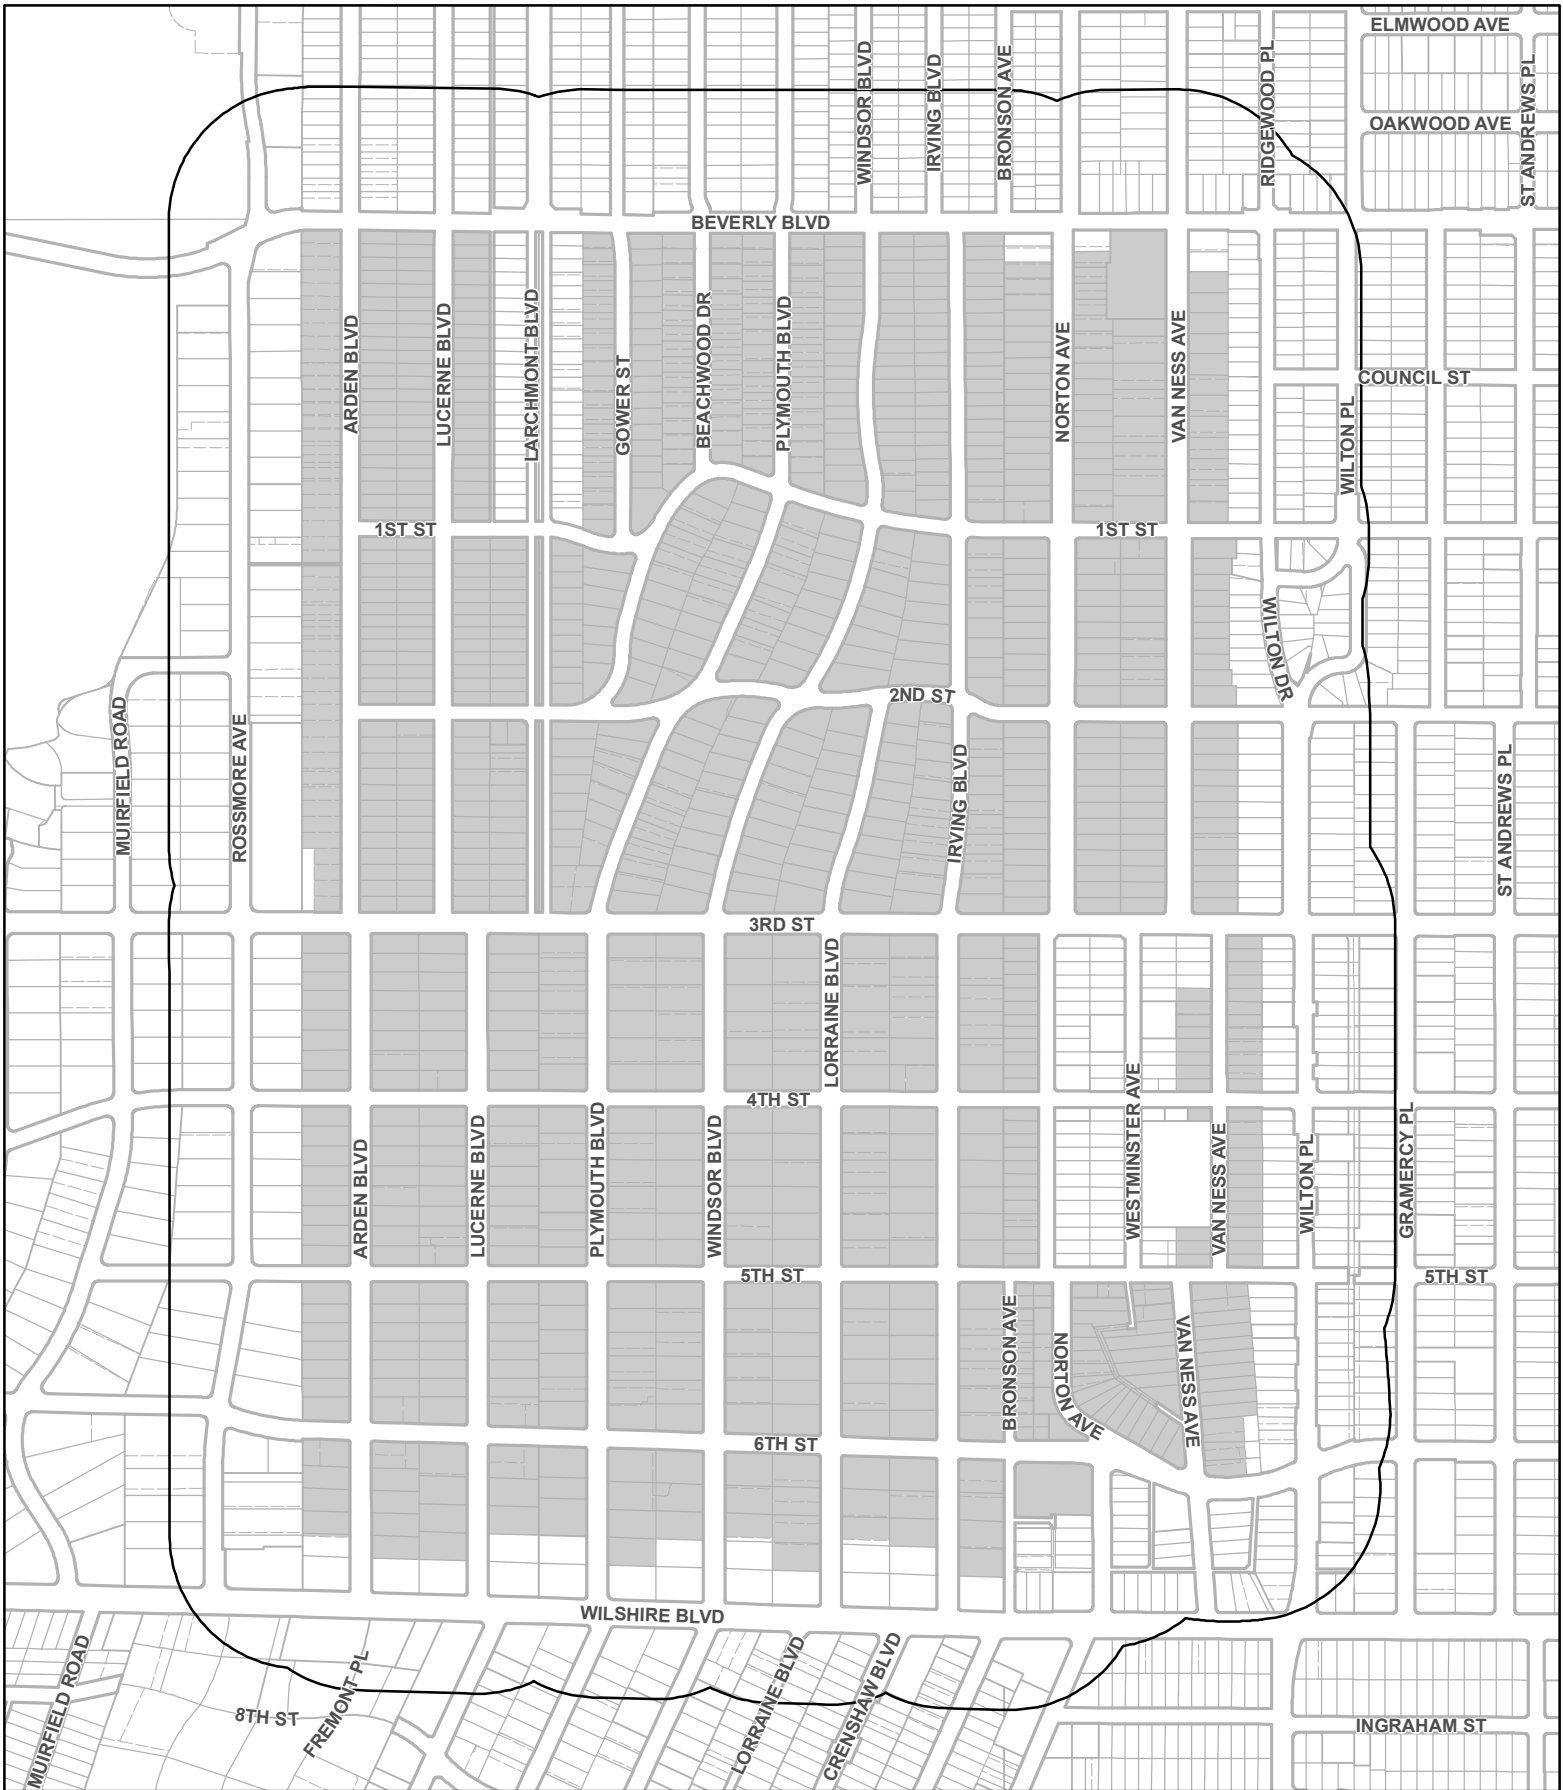 ELMWOOD AVE
WINDSOR BLVD
IRVING BLVD
BRONSON AVE
RIDGEWOOD PL
ST ANDREWS PL
OAKWOOD AVE
BEVERLY BLVD
ARDEN BLVD
LUCERNE BLVD
LARCHMONT BLVD
GOWER ST
BEACHWOOD DR
PLYMOUTH BLVD
NORTON AVE
VAN NESS AVE
COUNCIL ST
WILTON PL
1ST ST
1ST ST
WILTON DR
2ND ST
MUIRFIELD ROAD
ROSSMORE AVE
IRVING BLVD
ST ANDREWS PL
3RD ST
LORRAINE BLVD
4TH ST
ARDEN BLVD
LUCERNE BLVD
PLYMOUTH BLVD
WINDSOR BLVD
WESTMINSTER AVE
VAN NESS AVE
WILTON PL
GRAMERCY PL
5TH ST
5TH ST
BRONSON AVE
NORTON AVE
VAN NESS AVE
6TH ST
WILSHIRE BLVD
MUIRFIELD ROAD
FREMONT PL
8TH ST
LORRAINE BLVD
CRENSHAW BLVD
INGRAHAM ST